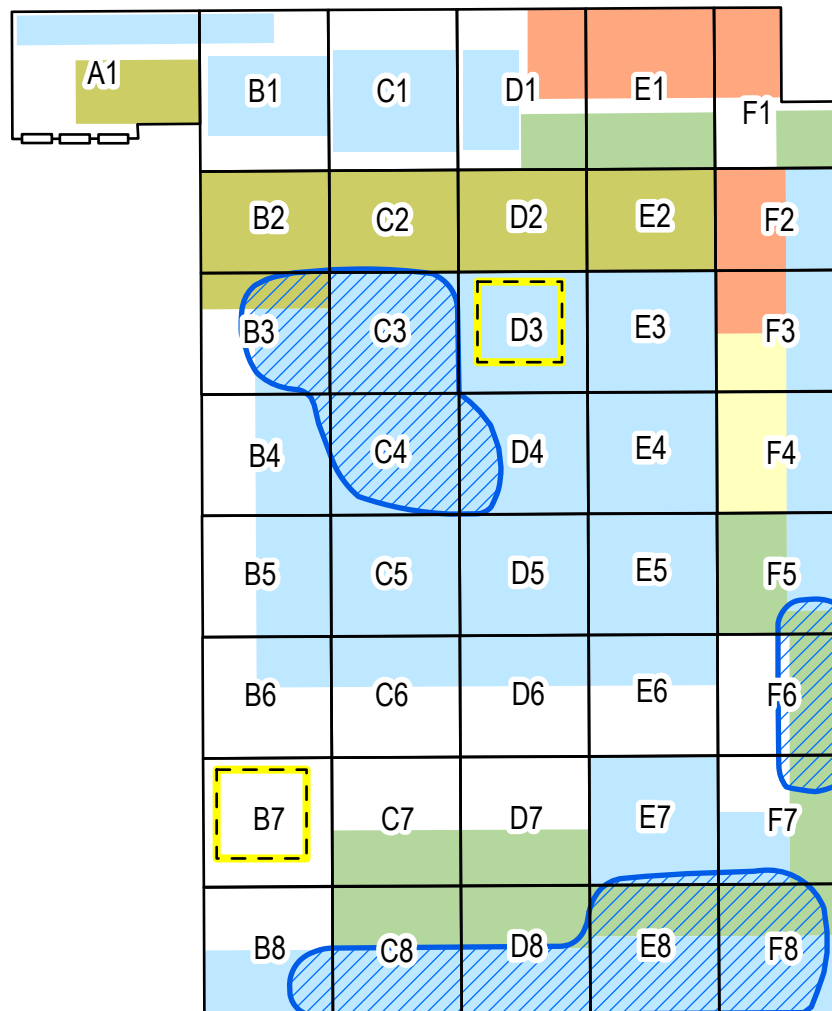 A1 B1 C1 D1 E1 F1
B2 C2 D2 E2 F2
B3 C3 D3 E3 F3
B4 C4 D4 E4 F4
B5 C5 D5 E5 F5
B6 C6 D6 E6 F6
B7 C7 D7 E7 F7
B8 C8 D8 E8 F8